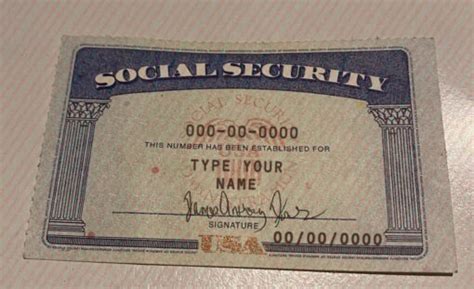 SOCIAL SECURITY
000-00-0000
THIS NUMBER HAS BEEN ESTABLISHED FOR
TYPE YOUR
NAME
SIGNATURE
USA 00/00/0000